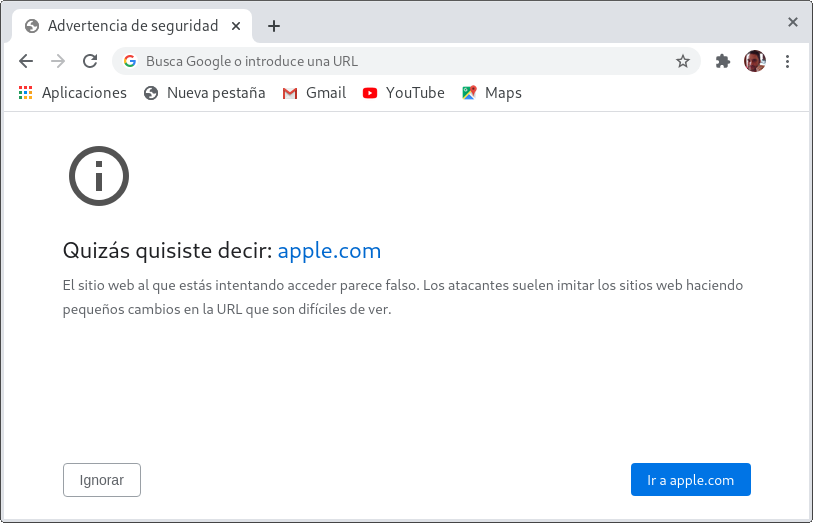 Advertencia de seguridad
Busca Google o introduce una URL
Aplicaciones Nueva pestaña Gmail YouTube Maps
Quizás quisiste decir: apple.com
El sitio web al que estás intentando acceder parece falso. Los atacantes suelen imitar los sitios web haciendo
pequeños cambios en la URL que son difíciles de ver.
Ignorar Ir a apple.com